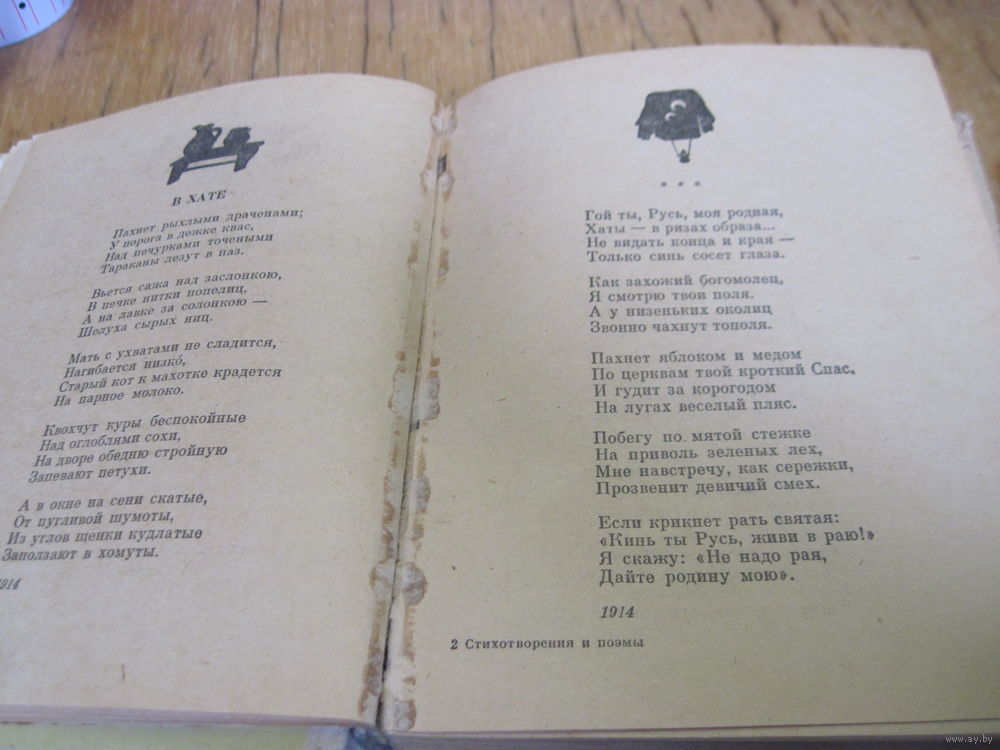 В ХАТЕ
Пахнет рыхлыми драченами;
У порога в дежке квас,
Над печурками точеными
Тараканы лезут в паз.
Вьется сажа над заслонкою,
В печке нитки попелиц,
А на лавке за солонкою —
Шелуха сырых яиц.
Мать с ухватами не сладится,
Нагибается низко́,
Старый кот к махотке крадется
На парное молоко.
Квохчут куры беспокойные
Над оглоблями сохи,
На дворе обедню стройную
Запевают петухи.
А в окне на сени скатые,
От пугливой шумоты,
Из углов щенки кудлатые
Заползают в хомуты.
1914
* * *
Гой ты, Русь, моя родная,
Хаты — в ризах образа...
Не видать конца и края —
Только синь сосет глаза.
Как захожий богомолец,
Я смотрю твои поля.
А у низеньких околиц
Звонно чахнут тополя.
Пахнет яблоком и медом
По церквам твой кроткий Спас.
И гудит за корогодом
На лугах веселый пляс.
Побегу по мятой стежке
На приволь зеленых лех,
Мне навстречу, как сережки,
Прозвенит девичий смех.
Если крикнет рать святая:
«Кинь ты Русь, живи в раю!»
Я скажу: «Не надо рая,
Дайте родину мою».
1914
2 Стихотворения и поэмы
www.ay.by